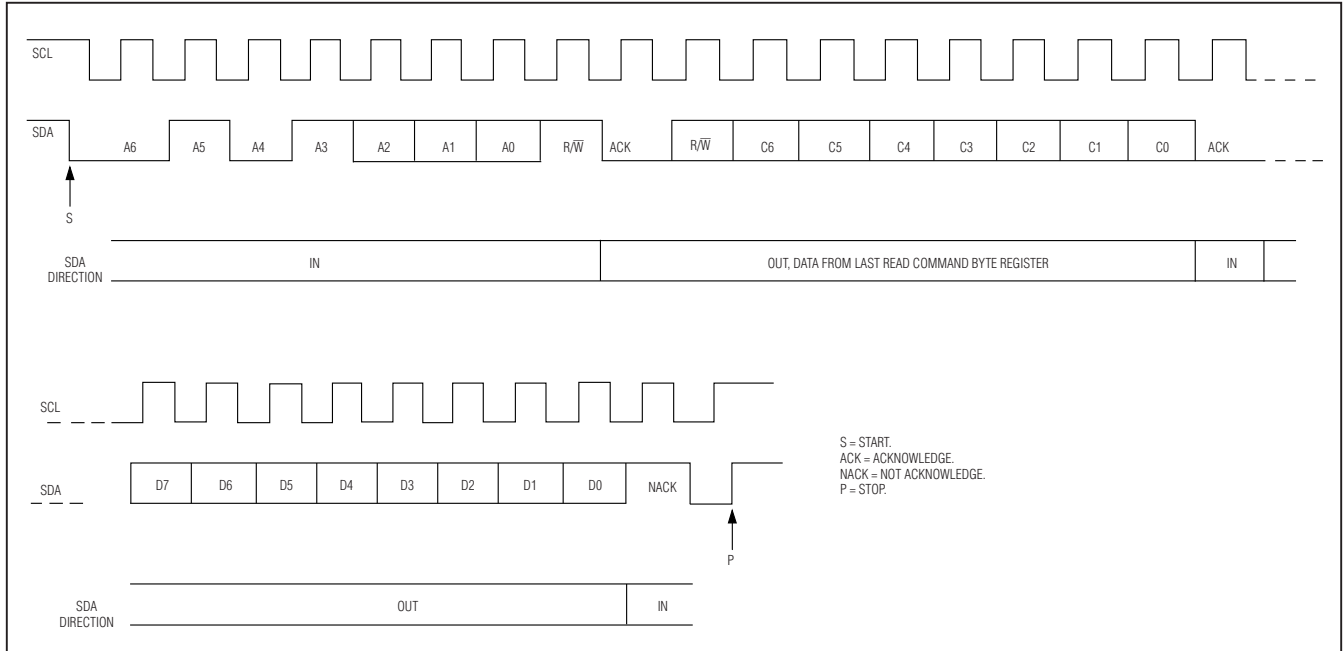 SCL
SDA
A6 A5 A4 A3 A2 A1 A0 R/W̅ ACK R/W̅ C6 C5 C4 C3 C2 C1 C0 ACK
S
SDA DIRECTION
IN
OUT, DATA FROM LAST READ COMMAND BYTE REGISTER
IN
SCL
SDA
D7 D6 D5 D4 D3 D2 D1 D0 NACK
P
S = START.
ACK = ACKNOWLEDGE.
NACK = NOT ACKNOWLEDGE.
P = STOP.
SDA DIRECTION
OUT
IN